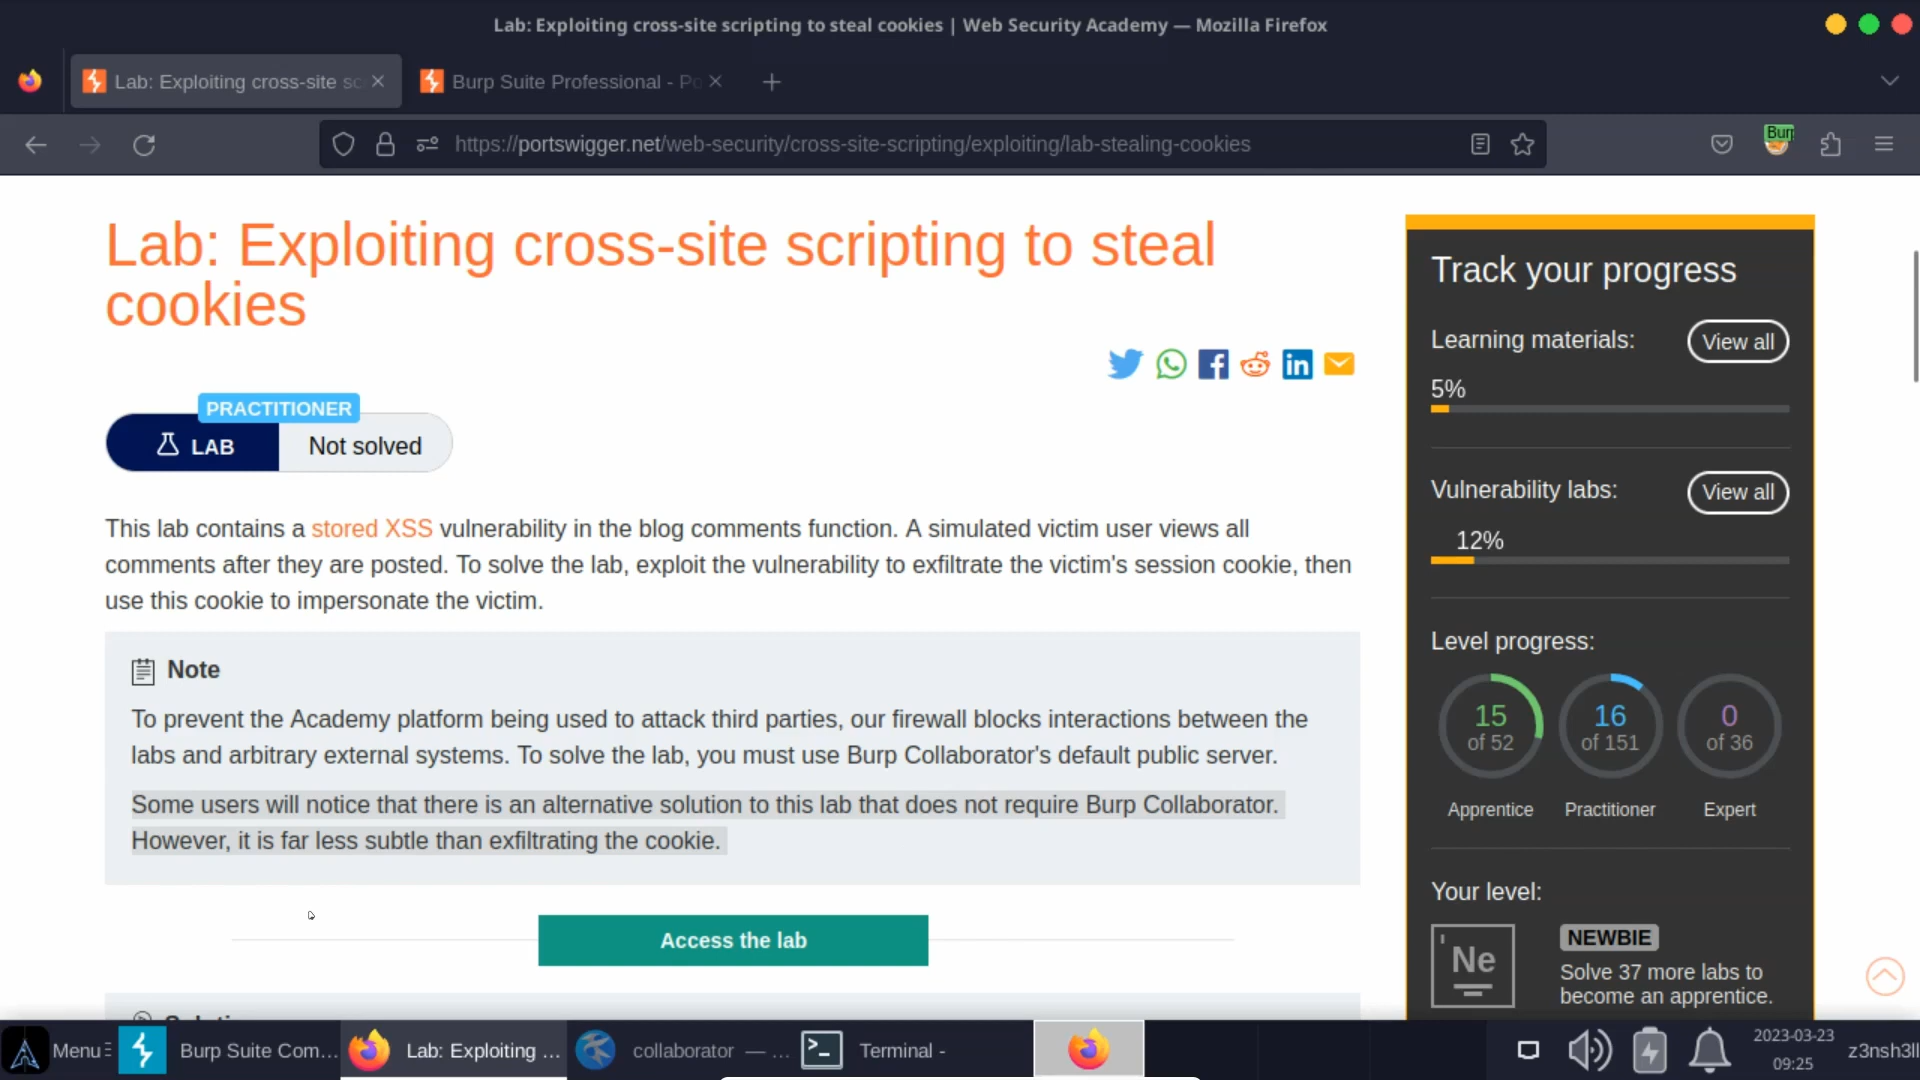 Lab: Exploiting cross-site scripting to steal cookies | Web Security Academy — Mozilla Firefox
Lab: Exploiting cross-site sc
Burp Suite Professional - Po
https://portswigger.net/web-security/cross-site-scripting/exploiting/lab-stealing-cookies
Burp
Lab: Exploiting cross-site scripting to steal
cookies
PRACTITIONER
LAB
Not solved
This lab contains a stored XSS vulnerability in the blog comments function. A simulated victim user views all
comments after they are posted. To solve the lab, exploit the vulnerability to exfiltrate the victim's session cookie, then
use this cookie to impersonate the victim.
Note
To prevent the Academy platform being used to attack third parties, our firewall blocks interactions between the
labs and arbitrary external systems. To solve the lab, you must use Burp Collaborator's default public server.
Some users will notice that there is an alternative solution to this lab that does not require Burp Collaborator.
However, it is far less subtle than exfiltrating the cookie.
Access the lab
Track your progress
Learning materials:
View all
5%
Vulnerability labs:
View all
12%
Level progress:
15
of 52
16
of 151
0
of 36
Apprentice
Practitioner
Expert
Your level:
Ne
NEWBIE
Solve 37 more labs to
become an apprentice.
Menu
Burp Suite Com...
Lab: Exploiting ...
collaborator — ...
Terminal -
2023-03-23
09:25
z3nsh3ll